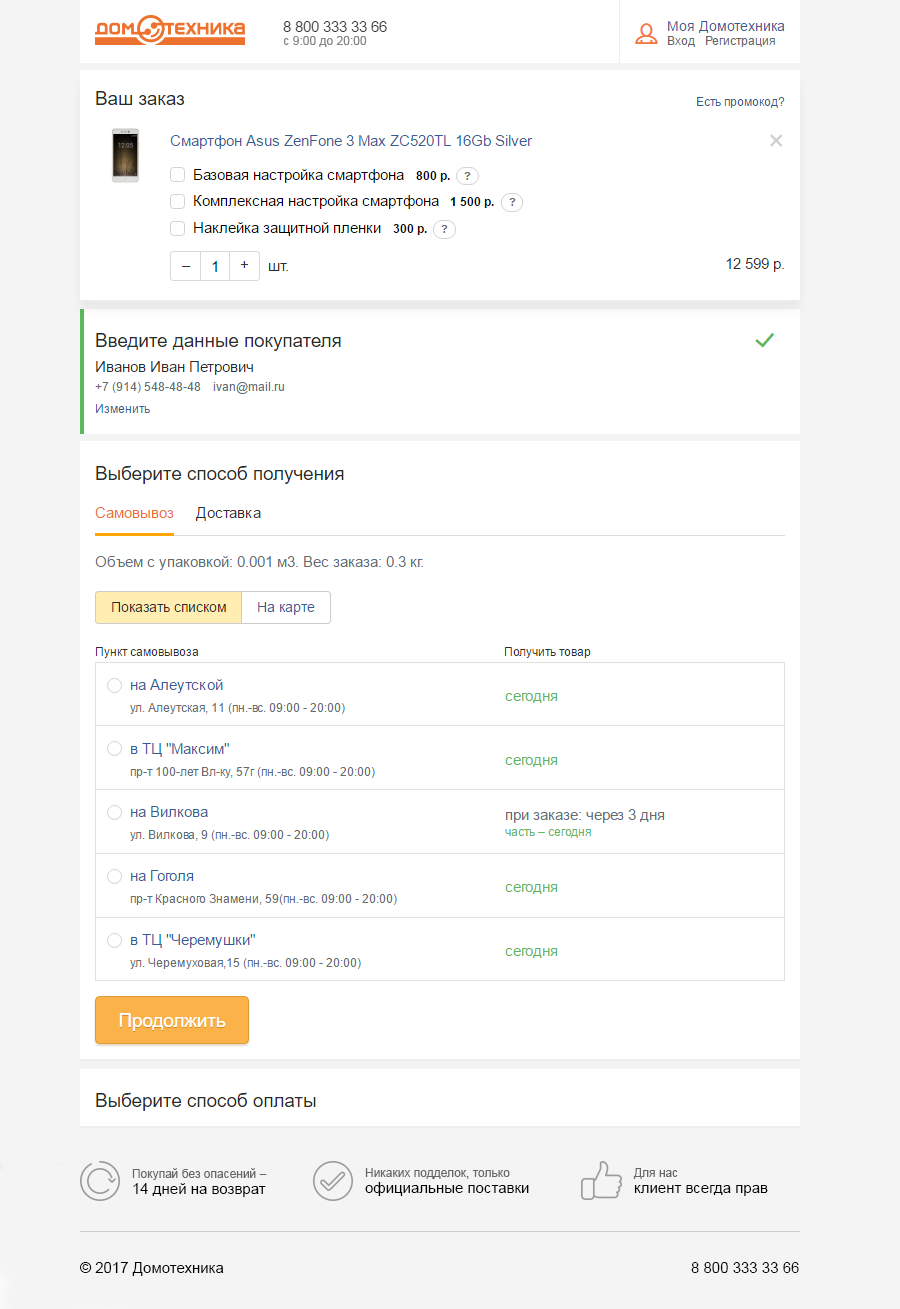 ДОМОТЕХНИКА
8 800 333 33 66
с 9:00 до 20:00
Моя Домотехника
Вход Регистрация
Ваш заказ
Есть промокод?
12:05
Смартфон Asus ZenFone 3 Max ZC520TL 16Gb Silver
Базовая настройка смартфона 800 р. ?
Комплексная настройка смартфона 1 500 р. ?
Наклейка защитной пленки 300 р. ?
– 1 + шт.
12 599 р.
Введите данные покупателя
Иванов Иван Петрович
+7 (914) 548-48-48 ivan@mail.ru
Изменить
Выберите способ получения
Самовывоз Доставка
Объем с упаковкой: 0.001 м3. Вес заказа: 0.3 кг.
Показать списком На карте
Пункт самовывоза Получить товар
на Алеутской
ул. Алеутская, 11 (пн.-вс. 09:00 - 20:00)
сегодня
в ТЦ "Максим"
пр-т 100-лет Вл-ку, 57г (пн.-вс. 09:00 - 20:00)
сегодня
на Вилкова
ул. Вилкова, 9 (пн.-вс. 09:00 - 20:00)
при заказе: через 3 дня
часть – сегодня
на Гоголя
пр-т Красного Знамени, 59(пн.-вс. 09:00 - 20:00)
сегодня
в ТЦ "Черемушки"
ул. Черемуховая,15 (пн.-вс. 09:00 - 20:00)
сегодня
Продолжить
Выберите способ оплаты
Покупай без опасений –
14 дней на возврат
Никаких подделок, только
официальные поставки
Для нас
клиент всегда прав
© 2017 Домотехника
8 800 333 33 66